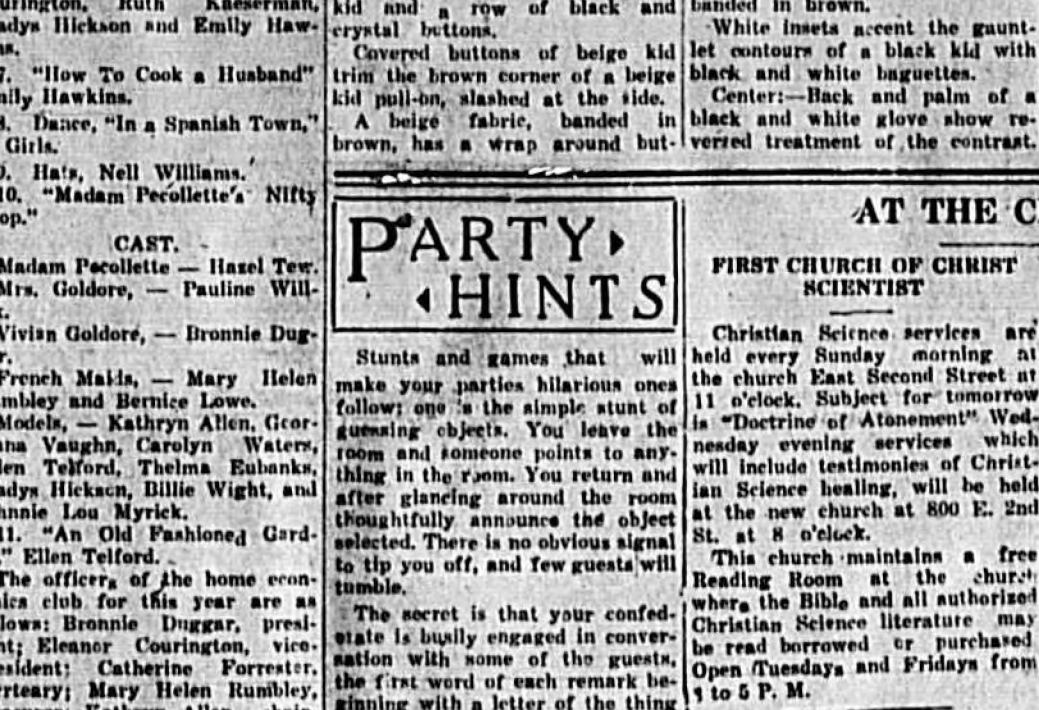 urington, Ruth Kaeserman,
adys Hickson and Emily Haw-
ns.
7. "How To Cook a Husband"
nily Hawkins.
8. Dance, "In a Spanish Town,"
Girls.
9. Hats, Nell Williams.
10. "Madam Pecollette's Nifty
op."
CAST.
Madam Pecollette — Hazel Tew.
Mrs. Goldore, — Pauline Will-
Vivian Goldore, — Bronnie Dug-
r.
French Maids, — Mary Helen
mbley and Bernice Lowe.
Models, — Kathryn Allen, Geor-
na Vaughn, Carolyn Waters,
len Telford, Thelma Eubanks,
adys Hickscn, Billie Wight, and
hnnie Lou Myrick.
11. "An Old Fashioned Gard-
" Ellen Telford.
The officers of the home econ-
ics club for this year are as
lows: Bronnie Duggar, presi-
nt; Eleanor Courington, vice-
esident; Catherine Forrester,
erteary; Mary Helen Rumbley,
kid and a row of black and
crystal buttons.
Covered buttons of beige kid
trim the brown corner of a beige
kid pull-on, slashed at the side.
A beige fabric, banded in
brown, has a wrap around but-
PARTY
HINTS
Stunts and games that will
make your parties hilarious ones
follow; one is the simple stunt of
guessing objects. You leave the
room and someone points to any-
thing in the room. You return and
after glancing around the room
thoughtfully announce the object
selected. There is no obvious signal
to tip you off, and few guests will
tumble.
The secret is that your confed-
erate is busily engaged in conver-
sation with some of the guests,
the first word of each remark be-
ginning with a letter of the thing
banded in brown.
White insets accent the gaunt-
let contours of a black kid with
black and white baguettes.
Center:—Back and palm of a
black and white glove show re-
versed treatment of the contrast.
AT THE C
FIRST CHURCH OF CHRIST
SCIENTIST
Christian Science services are
held every Sunday morning at
the church East Second Street at
11 o'clock. Subject for tomorrow
is "Doctrine of Atonement" Wed-
nesday evening services which
will include testimonies of Christ-
ian Science healing, will be held
at the new church at 800 E. 2nd
St. at 8 o'clock.
This church maintains a free
Reading Room at the church
where the Bible and all authorized
Christian Science literature may
be read borrowed or purchased
Open Tuesdays and Fridays from
1 to 5 P. M.